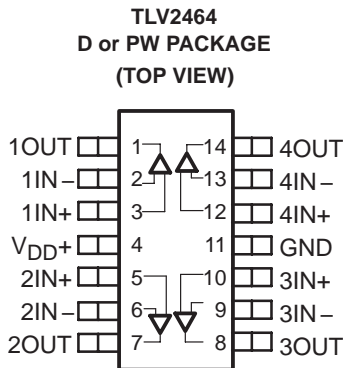 TLV2464
D or PW PACKAGE
(TOP VIEW)
1OUT 1 14 4OUT
1IN− 2 13 4IN−
1IN+ 3 12 4IN+
VDD+ 4 11 GND
2IN+ 5 10 3IN+
2IN− 6 9 3IN−
2OUT 7 8 3OUT